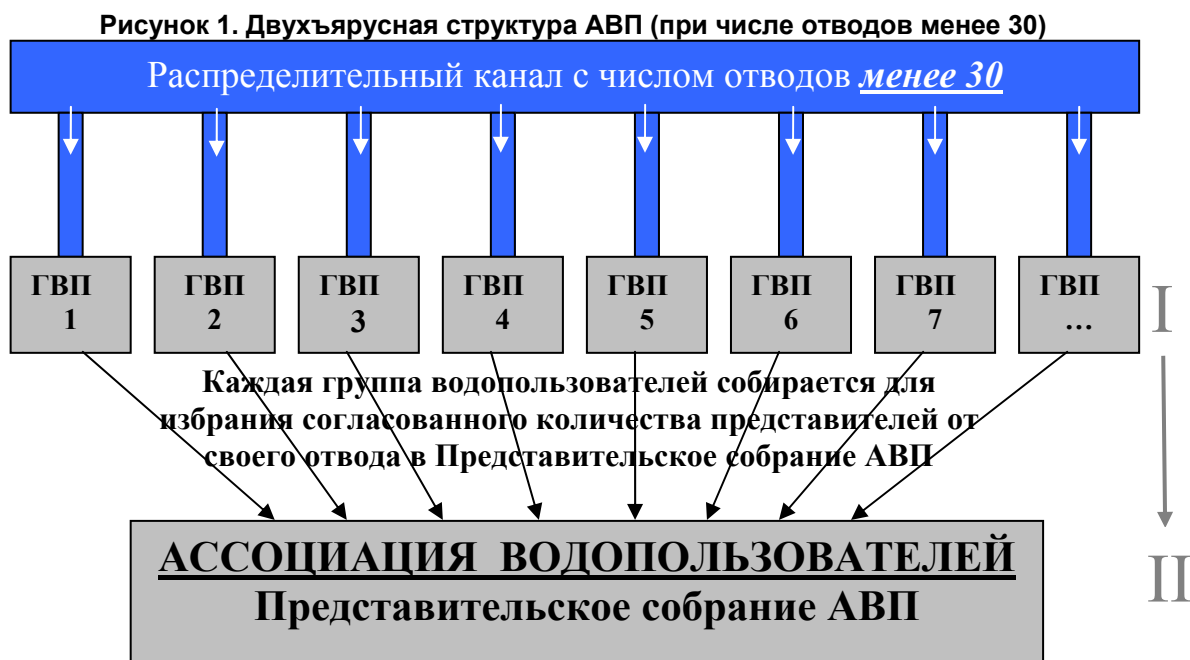 Рисунок 1. Двухъярусная структура АВП (при числе отводов менее 30)
Распределительный канал с числом отводов менее 30
ГВП 1
ГВП 2
ГВП 3
ГВП 4
ГВП 5
ГВП 6
ГВП 7
ГВП ...
I
Каждая группа водопользователей собирается для
избрания согласованного количества представителей от
своего отвода в Представительское собрание АВП
АССОЦИАЦИЯ ВОДОПОЛЬЗОВАТЕЛЕЙ
Представительское собрание АВП
II